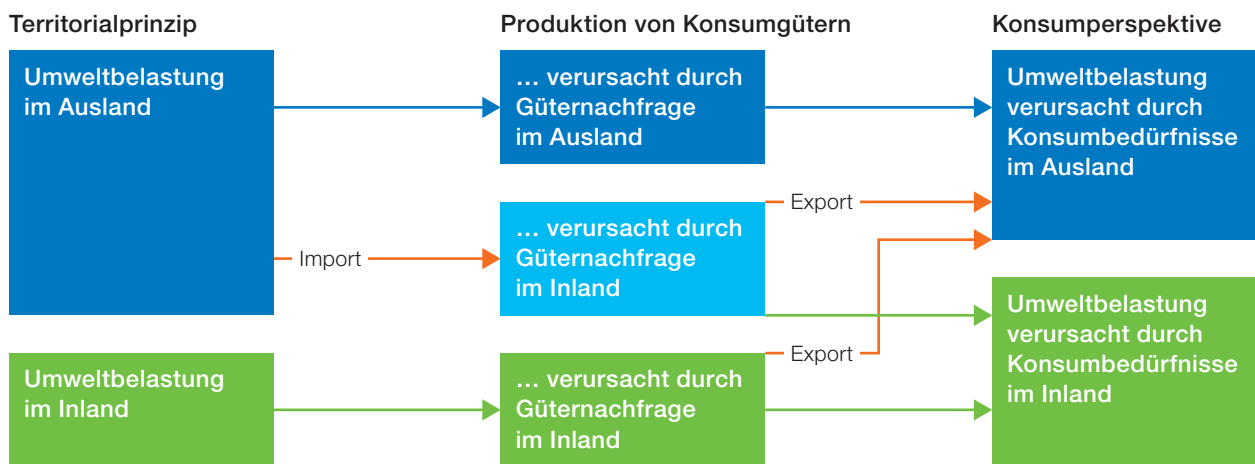 Territorialprinzip
Umweltbelastung
im Ausland
Umweltbelastung
im Inland
Import
Produktion von Konsumgütern
… verursacht durch
Güternachfrage
im Ausland
… verursacht durch
Güternachfrage
im Inland
… verursacht durch
Güternachfrage
im Inland
Export
Export
Konsumperspektive
Umweltbelastung
verursacht durch
Konsumbedürfnisse
im Ausland
Umweltbelastung
verursacht durch
Konsumbedürfnisse
im Inland